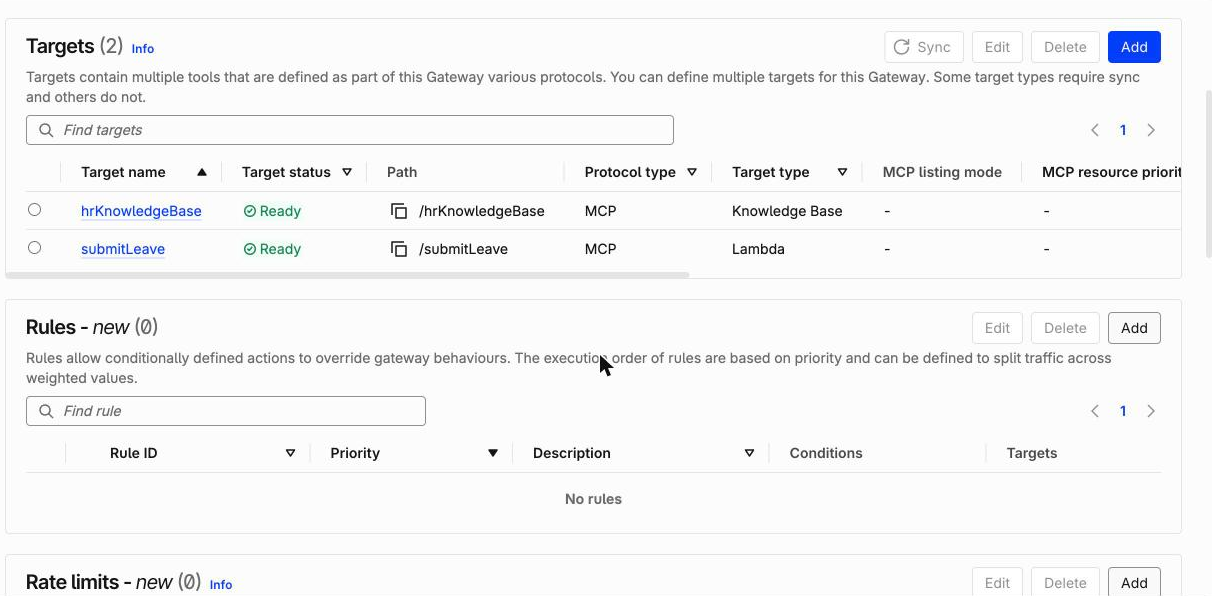 Targets (2) Info
Sync Edit Delete Add
Targets contain multiple tools that are defined as part of this Gateway various protocols. You can define multiple targets for this Gateway. Some target types require sync
and others do not.
Find targets
1
Target name Target status Path Protocol type Target type MCP listing mode MCP resource priorit
hrKnowledgeBase Ready /hrKnowledgeBase MCP Knowledge Base - -
submitLeave Ready /submitLeave MCP Lambda - -
Rules - new (0)
Edit Delete Add
Rules allow conditionally defined actions to override gateway behaviours. The execution order of rules are based on priority and can be defined to split traffic across
weighted values.
Find rule
1
Rule ID Priority Description Conditions Targets
No rules
Rate limits - new (0) Info
Edit Delete Add